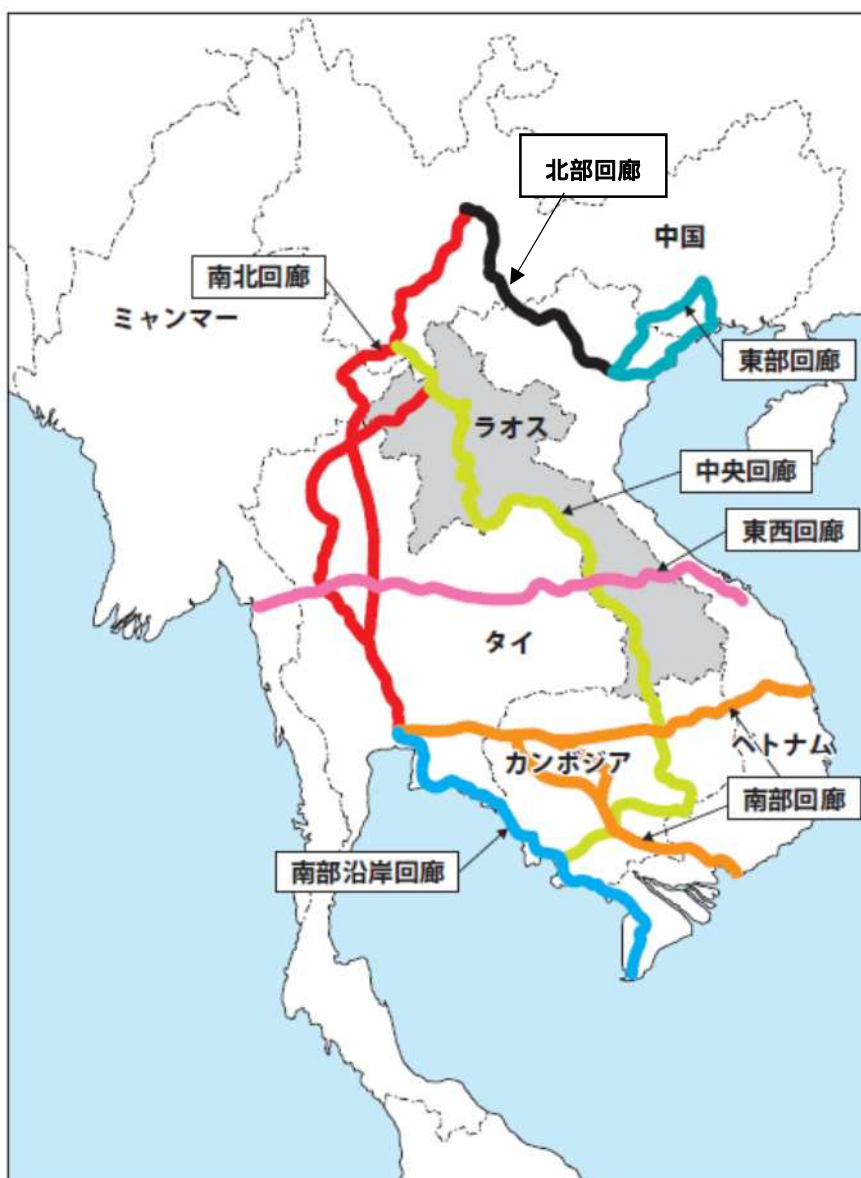 北部回廊
中国
南北回廊
ミャンマー
東部回廊
ラオス
中央回廊
東西回廊
タイ
ベトナム
カンボジア
南部回廊
南部沿岸回廊